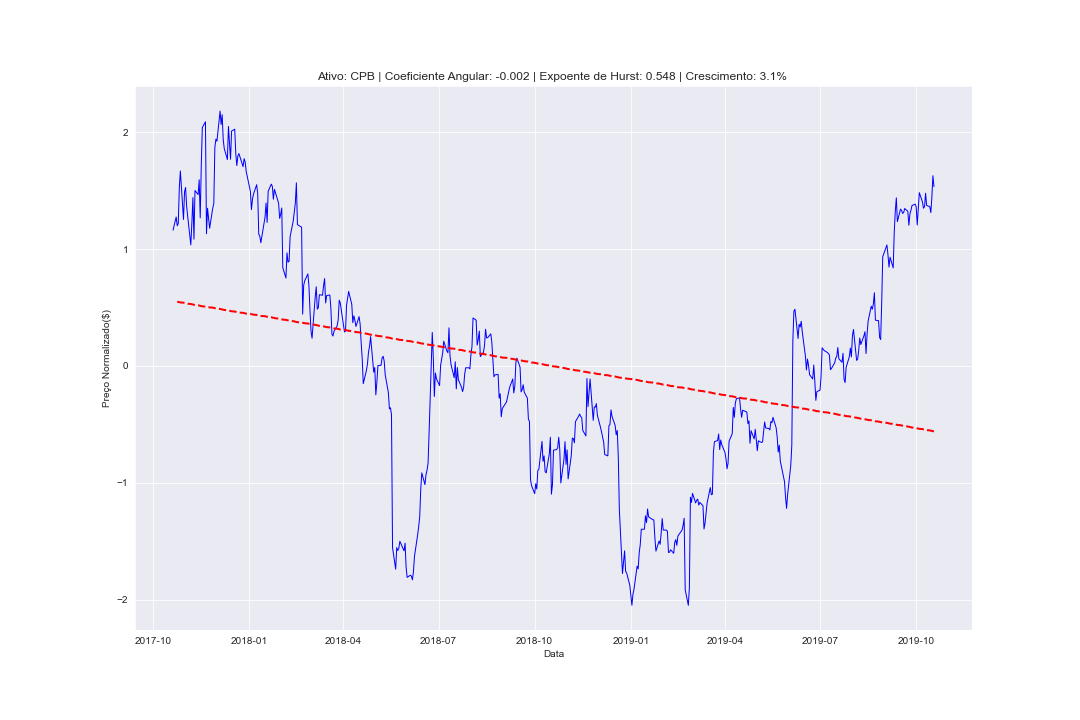 Ativo: CPB | Coeficiente Angular: -0.002 | Expoente de Hurst: 0.548 | Crescimento: 3.1%
Preço Normalizado($)
2
1
0
−1
−2
2017-10 2018-01 2018-04 2018-07 2018-10 2019-01 2019-04 2019-07 2019-10
Data